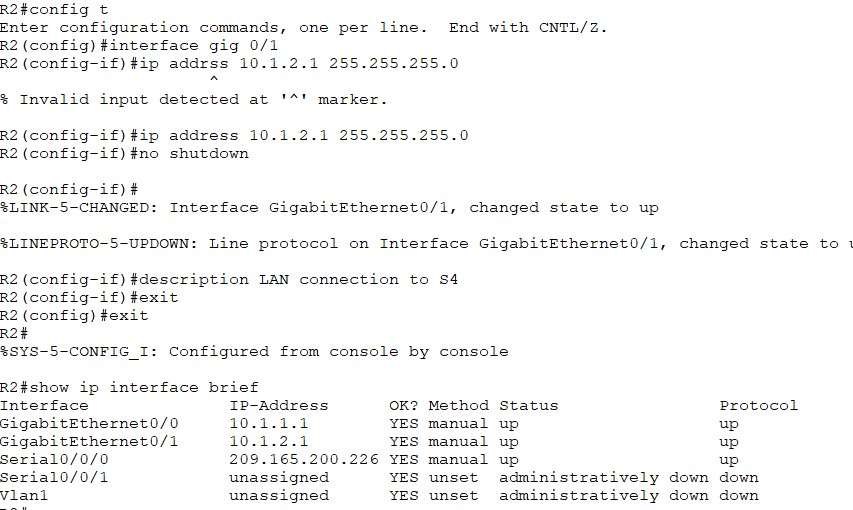 R2#config t
Enter configuration commands, one per line.  End with CNTL/Z.
R2(config)#interface gig 0/1
R2(config-if)#ip addrss 10.1.2.1 255.255.255.0
                     ^
% Invalid input detected at '^' marker.
R2(config-if)#ip address 10.1.2.1 255.255.255.0
R2(config-if)#no shutdown
R2(config-if)#
%LINK-5-CHANGED: Interface GigabitEthernet0/1, changed state to up
%LINEPROTO-5-UPDOWN: Line protocol on Interface GigabitEthernet0/1, changed state to
R2(config-if)#description LAN connection to S4
R2(config-if)#exit
R2(config)#exit
R2#
%SYS-5-CONFIG_I: Configured from console by console
R2#show ip interface brief
Interface              IP-Address      OK? Method Status                Protocol
GigabitEthernet0/0     10.1.1.1        YES manual up                    up
GigabitEthernet0/1     10.1.2.1        YES manual up                    up
Serial0/0/0            209.165.200.226 YES manual up                    up
Serial0/0/1            unassigned      YES unset  administratively down down
Vlan1                  unassigned      YES unset  administratively down down
R2#